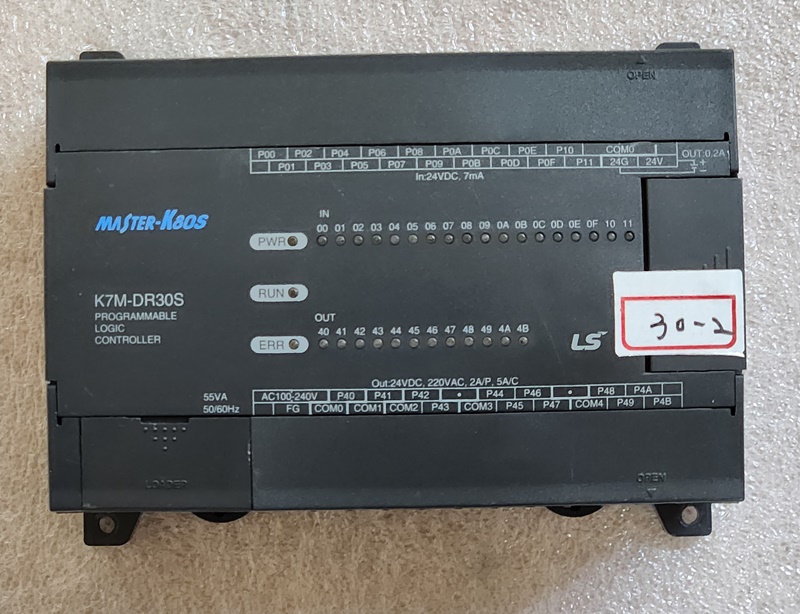 OPEN
P00 P02 P04 P06 P08 P0A P0C P0E P10 COM0
P01 P03 P05 P07 P09 P0B P0D P0F P11 24G 24V
OUT:0.2A
In:24VDC, 7mA
MASTER-K80S
IN
00 01 02 03 04 05 06 07 08 09 0A 0B 0C 0D 0E 0F 10 11
PWR
K7M-DR30S
PROGRAMMABLE
LOGIC
CONTROLLER
RUN
OUT
40 41 42 43 44 45 46 47 48 49 4A 4B
ERR
LS
30-2
Out:24VDC, 220VAC, 2A/P, 5A/C
55VA
50/60Hz
AC100-240V P40 P41 P42 • P44 P46 • P48 P4A
FG COM0 COM1 COM2 P43 COM3 P45 P47 COM4 P49 P4B
LOADER
OPEN